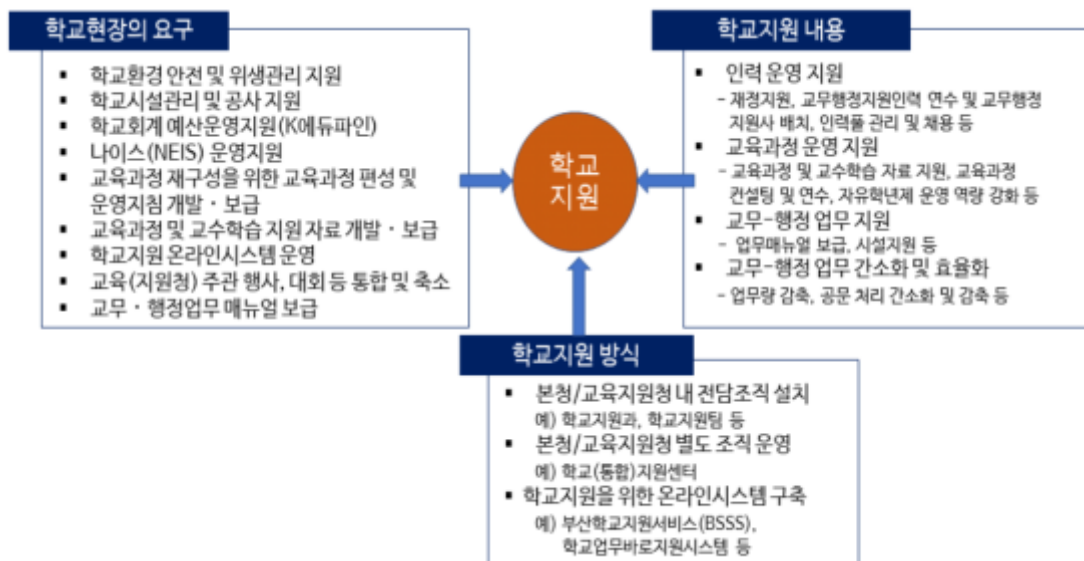 학교현장의 요구
▪ 학교환경 안전 및 위생관리 지원
▪ 학교시설관리 및 공사 지원
▪ 학교회계 예산운영지원(K에듀파인)
▪ 나이스(NEIS) 운영지원
▪ 교육과정 재구성을 위한 교육과정 편성 및
운영지침 개발・보급
▪ 교육과정 및 교수학습 지원 자료 개발・보급
▪ 학교지원 온라인시스템 운영
▪ 교육(지원청) 주관 행사, 대회 등 통합 및 축소
▪ 교무・행정업무 매뉴얼 보급
학교
지원
학교지원 내용
▪ 인력 운영 지원
- 재정지원, 교무행정지원인력 연수 및 교무행정
지원사 배치, 인력풀 관리 및 채용 등
▪ 교육과정 운영 지원
- 교육과정 및 교수학습 자료 지원, 교육과정
컨설팅 및 연수, 자유학년제 운영 역량 강화 등
▪ 교무-행정 업무 지원
- 업무매뉴얼 보급, 시설지원 등
▪ 교무-행정 업무 간소화 및 효율화
- 업무량 감축, 공문 처리 간소화 및 감축 등
학교지원 방식
▪ 본청/교육지원청 내 전담조직 설치
예) 학교지원과, 학교지원팀 등
▪ 본청/교육지원청 별도 조직 운영
예) 학교(통합)지원센터
▪ 학교지원을 위한 온라인시스템 구축
예) 부산학교지원서비스(BSSS),
학교업무바로지원시스템 등